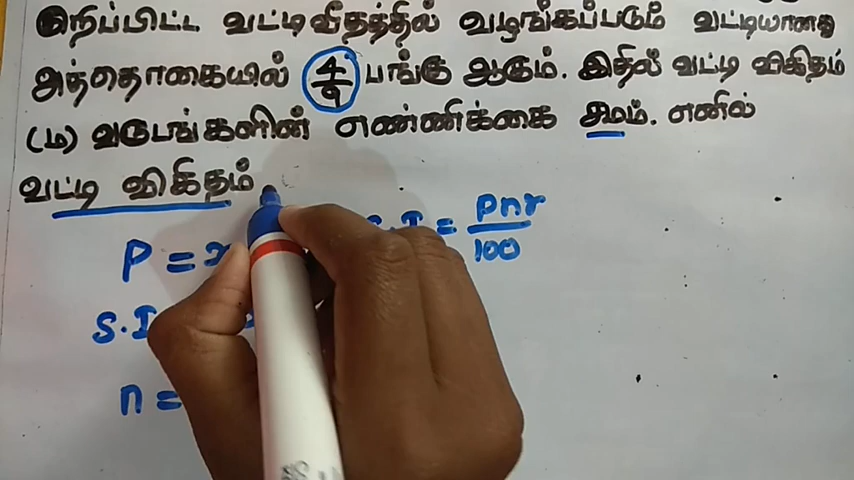 குறிப்பிட்ட வட்டிவீதத்தில் வழங்கப்படும் வட்டியானது
அத்தொகையில் 4/9 பாங்கு ஆகும். இதில் வட்டி விகிதம்
(ம) வருடங்களின் எண்ணிக்கை சமம். எனில்
வட்டி விகிதம்
P = x
S.I = pnr/100
S.I
n =